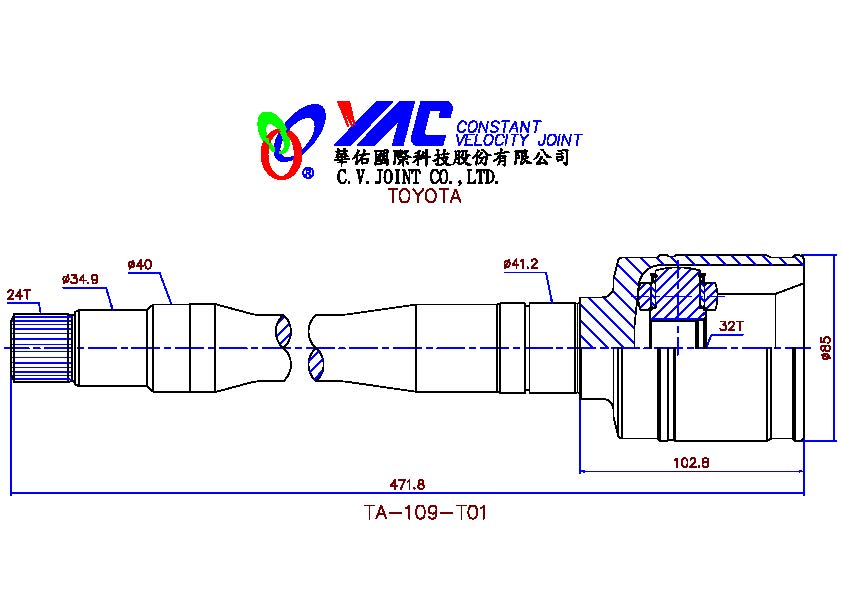 YAC CONSTANT
VELOCITY JOINT
華佑國際科技股份有限公司
® C.V.JOINT CO.,LTD.
TOYOTA
ø40
ø41.2
ø34.9
24T
32T
ø85
102.8
471.8
TA-109-T01